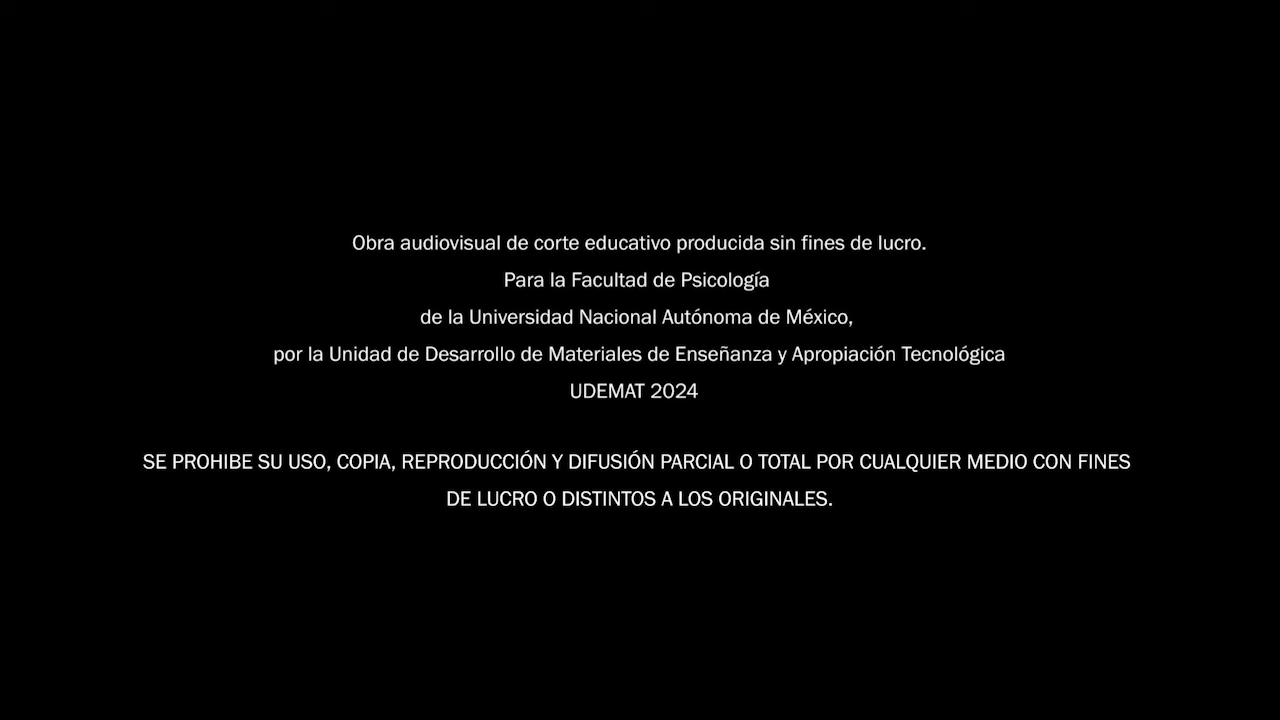 Obra audiovisual de corte educativo producida sin fines de lucro.
Para la Facultad de Psicología
de la Universidad Nacional Autónoma de México,
por la Unidad de Desarrollo de Materiales de Enseñanza y Apropiación Tecnológica
UDEMAT 2024
SE PROHIBE SU USO, COPIA, REPRODUCCIÓN Y DIFUSIÓN PARCIAL O TOTAL POR CUALQUIER MEDIO CON FINES
DE LUCRO O DISTINTOS A LOS ORIGINALES.